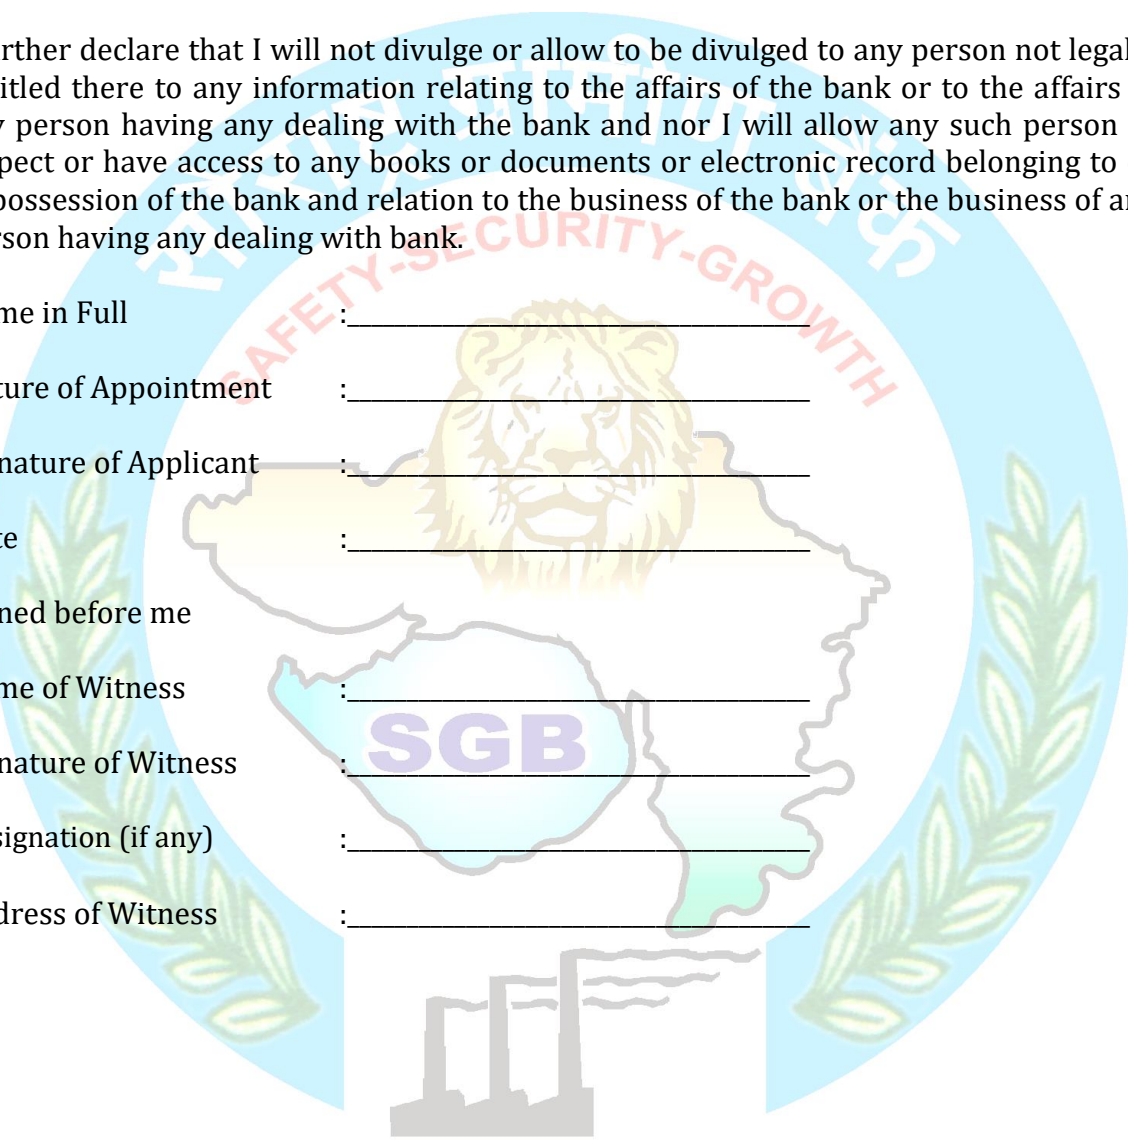 rther declare that I will not divulge or allow to be divulged to any person not legal
itled there to any information relating to the affairs of the bank or to the affairs
y person having any dealing with the bank and nor I will allow any such person
pect or have access to any books or documents or electronic record belonging to
possession of the bank and relation to the business of the bank or the business of an
rson having any dealing with bank.
सौराष्ट्र ग्रामीण बैंक
SAFETY-SECURITY-GROWTH
me in Full :
ture of Appointment :
nature of Applicant :
te :
ned before me
me of Witness :
SGB
nature of Witness :
signation (if any) :
dress of Witness :